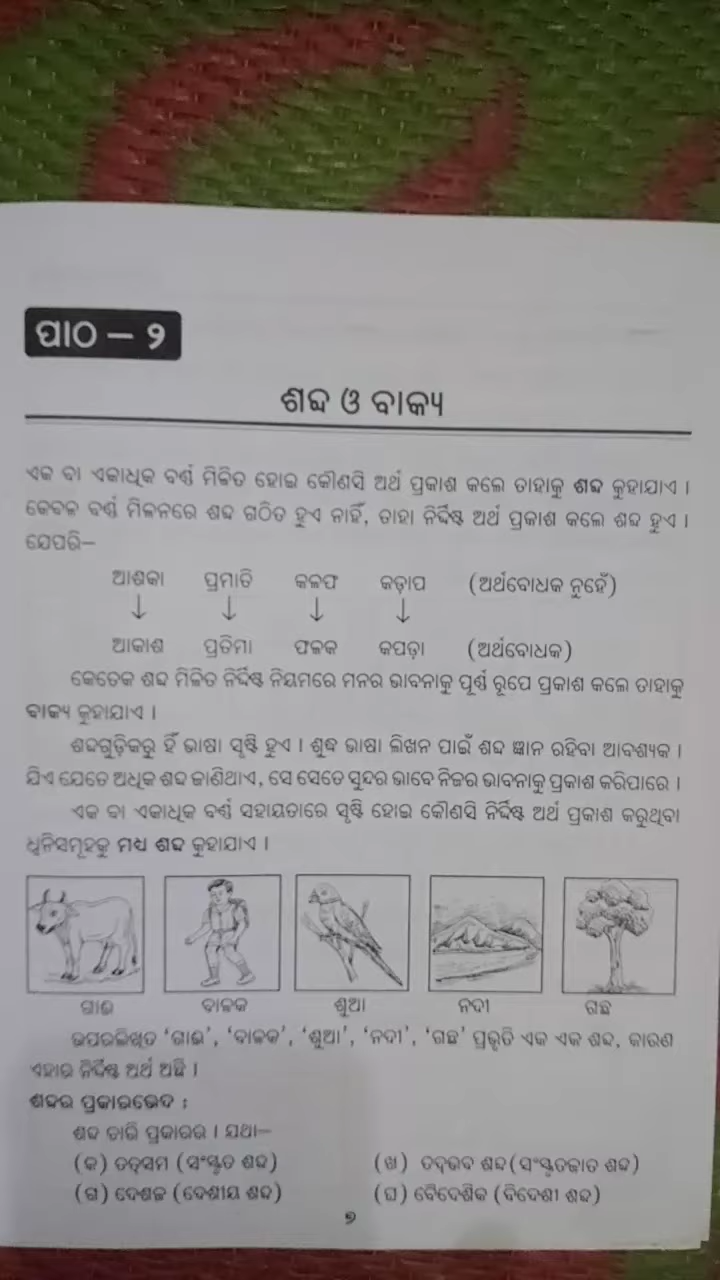 ପାଠ – ୨
ଶବ୍ଦ ଓ ବାକ୍ୟ
ଏକ ବା ଏକାଧିକ ବର୍ଣ୍ଣ ମିଳିତ ହୋଇ କୌଣସି ଅର୍ଥ ପ୍ରକାଶ କଲେ ତାହାକୁ ଶବ୍ଦ କୁହାଯାଏ ।
କେବଳ ବର୍ଣ୍ଣ ମିଳନରେ ଶବ୍ଦ ଗଠିତ ହୁଏ ନାହିଁ, ତାହା ନିର୍ଦ୍ଦିଷ୍ଟ ଅର୍ଥ ପ୍ରକାଶ କଲେ ଶବ୍ଦ ହୁଏ ।
ଯେପରି–
ଆଶକା ପ୍ରମାତି କଳଫ କଡ଼ାପ (ଅର୍ଥବୋଧକ ନୁହେଁ)
↓ ↓ ↓ ↓
ଆକାଶ ପ୍ରତିମା ଫଳକ କପଡ଼ା (ଅର୍ଥବୋଧକ)
କେତେକ ଶବ୍ଦ ମିଳିତ ନିର୍ଦ୍ଦିଷ୍ଟ ନିୟମରେ ମନର ଭାବନାକୁ ପୂର୍ଣ୍ଣ ରୂପେ ପ୍ରକାଶ କଲେ ତାହାକୁ
ବାକ୍ୟ କୁହାଯାଏ ।
ଶବ୍ଦଗୁଡ଼ିକରୁ ହିଁ ଭାଷା ସୃଷ୍ଟି ହୁଏ । ଶୁଦ୍ଧ ଭାଷା ଲିଖନ ପାଇଁ ଶବ୍ଦ ଜ୍ଞାନ ରହିବା ଆବଶ୍ୟକ ।
ଯିଏ ଯେତେ ଅଧିକ ଶବ୍ଦ ଜାଣିଥାଏ, ସେ ସେତେ ସୁନ୍ଦର ଭାବେ ନିଜର ଭାବନାକୁ ପ୍ରକାଶ କରିପାରେ ।
ଏକ ବା ଏକାଧିକ ବର୍ଣ୍ଣ ସହାୟତାରେ ସୃଷ୍ଟି ହୋଇ କୌଣସି ନିର୍ଦ୍ଦିଷ୍ଟ ଅର୍ଥ ପ୍ରକାଶ କରୁଥିବା
ଧ୍ୱନିସମୂହକୁ ମଧ୍ୟ ଶବ୍ଦ କୁହାଯାଏ ।
ଗାଈ ବାଳକ ଶୁଆ ନଦୀ ଗଛ
ଉପରଲିଖିତ ‘ଗାଈ’, ‘ବାଳକ’, ‘ଶୁଆ’, ‘ନଦୀ’, ‘ଗଛ’ ପ୍ରଭୃତି ଏକ ଏକ ଶବ୍ଦ, କାରଣ
ଏହାର ନିର୍ଦ୍ଦିଷ୍ଟ ଅର୍ଥ ଅଛି ।
ଶବ୍ଦର ପ୍ରକାରଭେଦ :
ଶବ୍ଦ ଚାରି ପ୍ରକାରର । ଯଥା–
(କ) ତତ୍ସମ (ସଂସ୍କୃତ ଶବ୍ଦ) (ଖ) ତଦ୍ଭବ ଶବ୍ଦ (ସଂସ୍କୃତଜାତ ଶବ୍ଦ)
(ଗ) ଦେଶଜ (ଦେଶୀୟ ଶବ୍ଦ) (ଘ) ବୈଦେଶିକ (ବିଦେଶୀ ଶବ୍ଦ)
୭